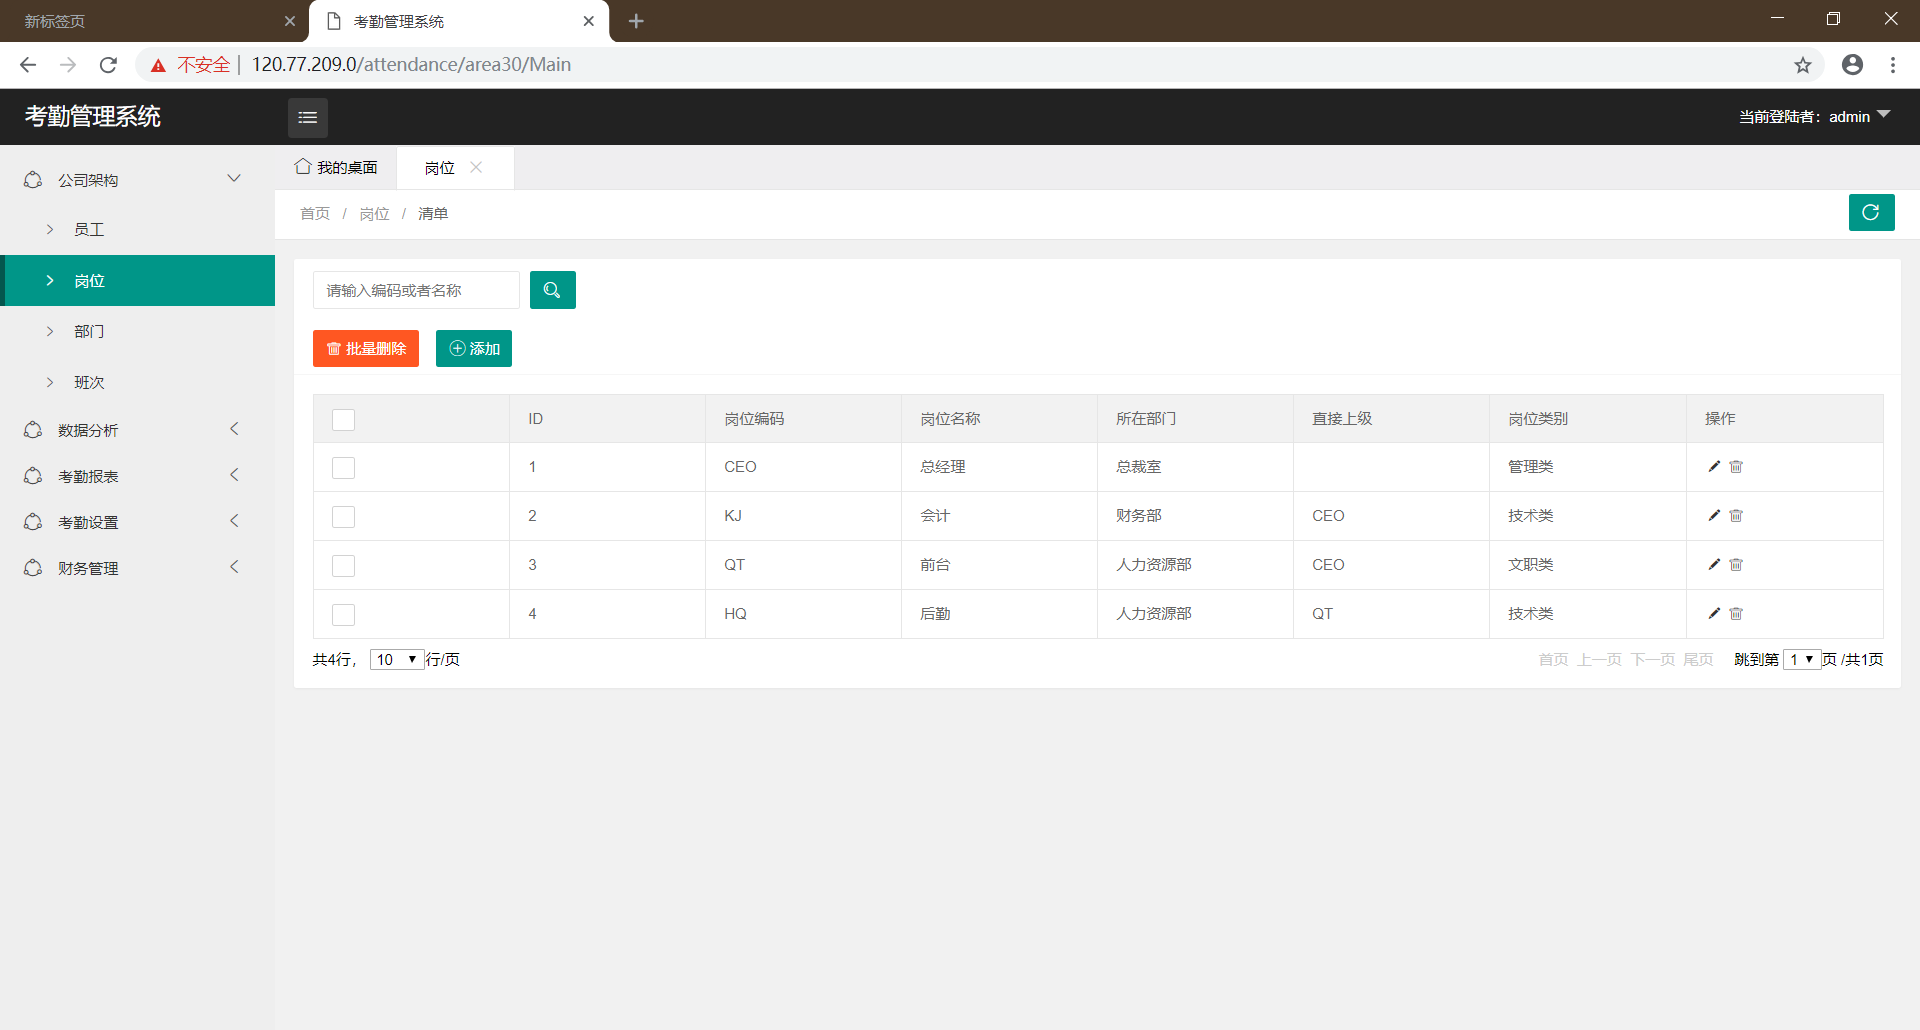 新标签页
考勤管理系统
不安全 | 120.77.209.0/attendance/area30/Main
考勤管理系统
当前登陆者：admin
公司架构
员工
岗位
部门
班次
数据分析
考勤报表
考勤设置
财务管理
我的桌面
岗位
首页 / 岗位 / 清单
请输入编码或者名称
批量删除
添加
ID 岗位编码 岗位名称 所在部门 直接上级 岗位类别 操作
1 CEO 总经理 总裁室 管理类
2 KJ 会计 财务部 CEO 技术类
3 QT 前台 人力资源部 CEO 文职类
4 HQ 后勤 人力资源部 QT 技术类
共4行， 10 行/页
首页 上一页 下一页 尾页 跳到第 1 页 /共1页